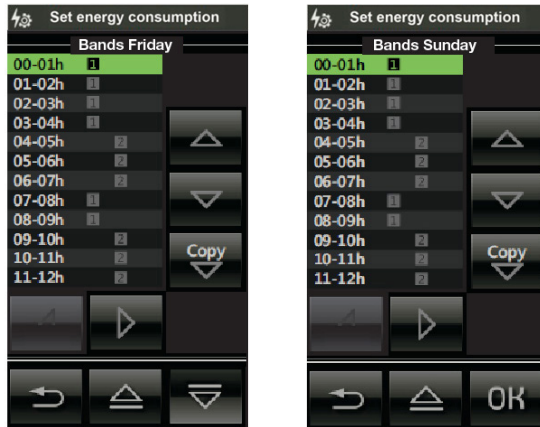 Set energy consumption
Bands Friday
00-01h 1
01-02h 1
02-03h 1
03-04h 1
04-05h 2
05-06h 2
06-07h 2
07-08h 1
08-09h 1
09-10h 2
10-11h 2
11-12h 2
Copy
Set energy consumption
Bands Sunday
00-01h 1
01-02h 1
02-03h 1
03-04h 1
04-05h 2
05-06h 2
06-07h 2
07-08h 1
08-09h 1
09-10h 2
10-11h 2
11-12h 2
Copy
OK